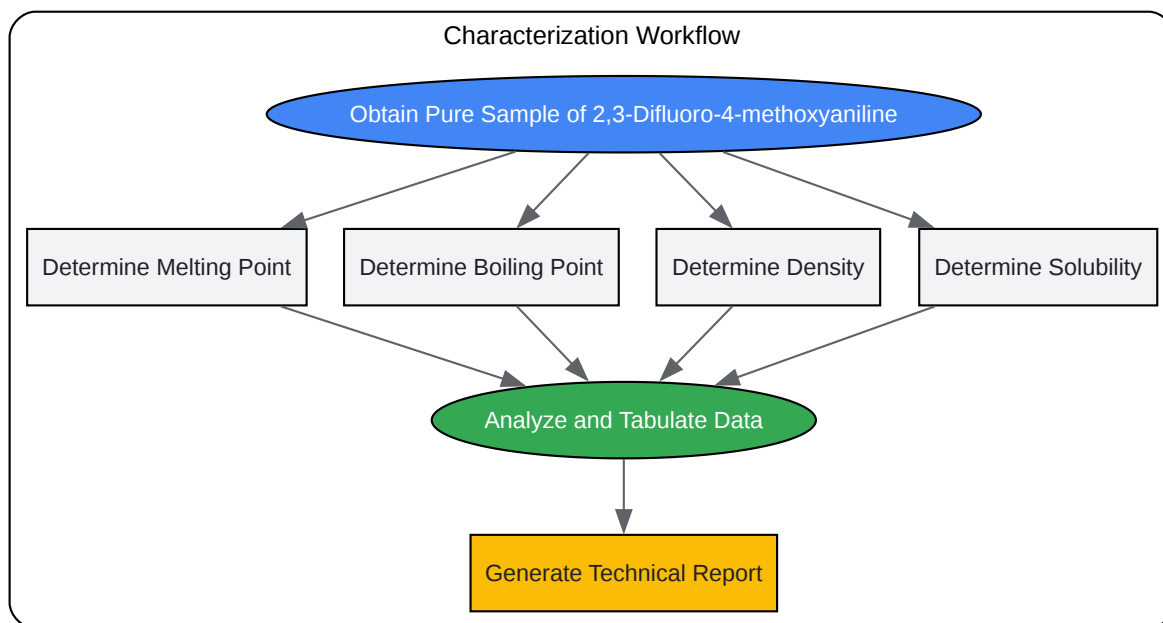 Characterization Workflow
Obtain Pure Sample of 2,3-Difluoro-4-methoxyaniline
Determine Melting Point
Determine Boiling Point
Determine Density
Determine Solubility
Analyze and Tabulate Data
Generate Technical Report